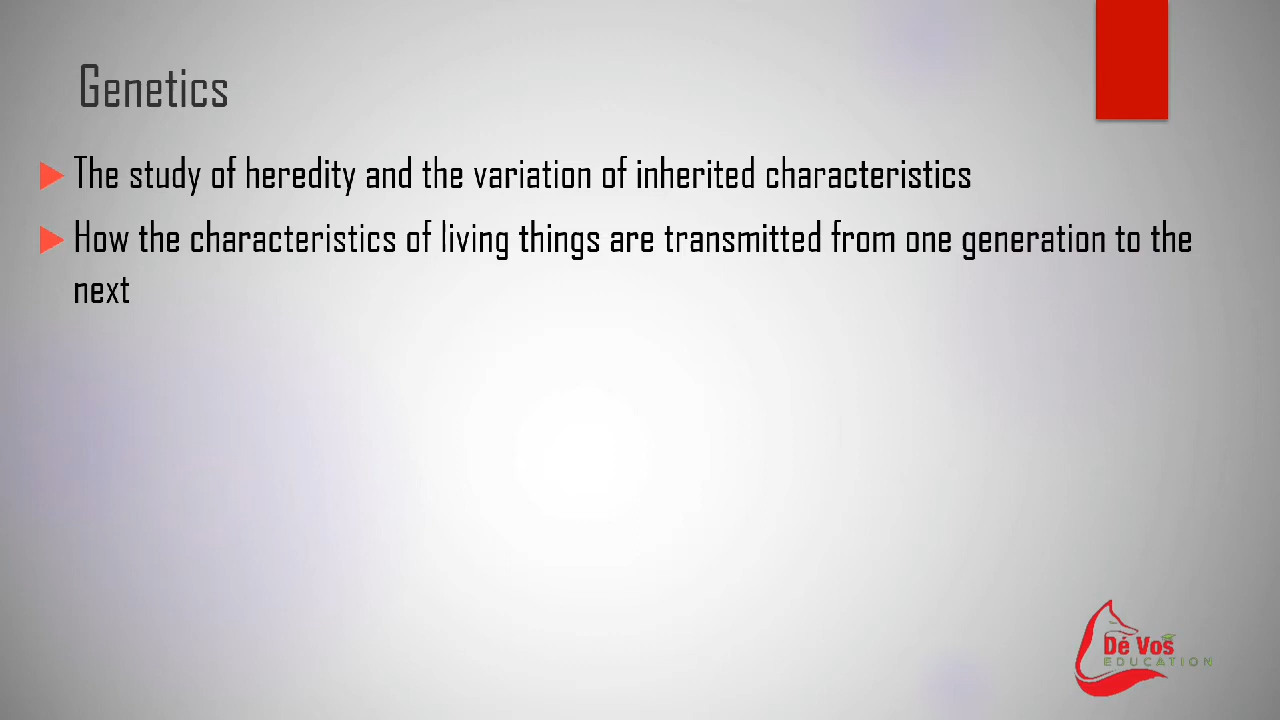 Genetics
The study of heredity and the variation of inherited characteristics
How the characteristics of living things are transmitted from one generation to the
next
Dé Vos
EDUCATION